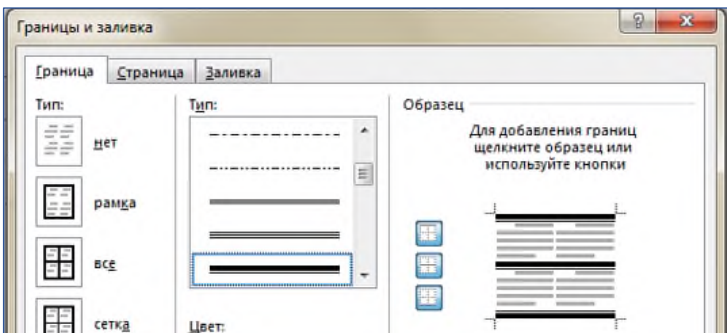 Границы и заливка
Граница Страница Заливка
Тип:
нет
рамка
все
сетка
Тип:
Цвет:
Образец
Для добавления границ
щелкните образец или
используйте кнопки